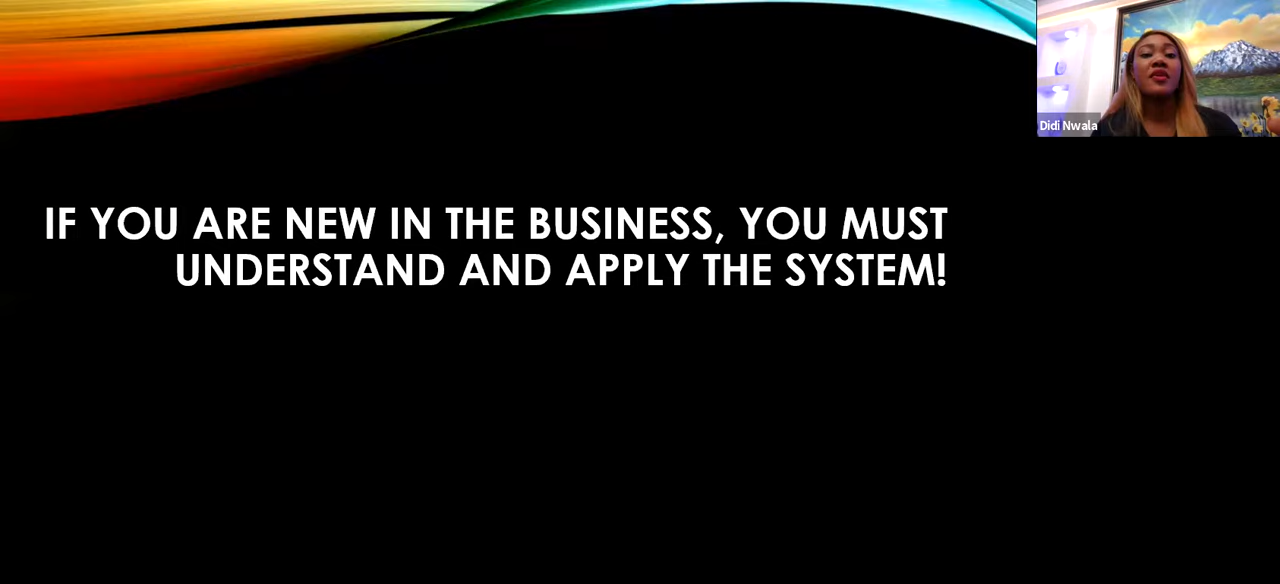 Didi Nwala
IF YOU ARE NEW IN THE BUSINESS, YOU MUST
UNDERSTAND AND APPLY THE SYSTEM!